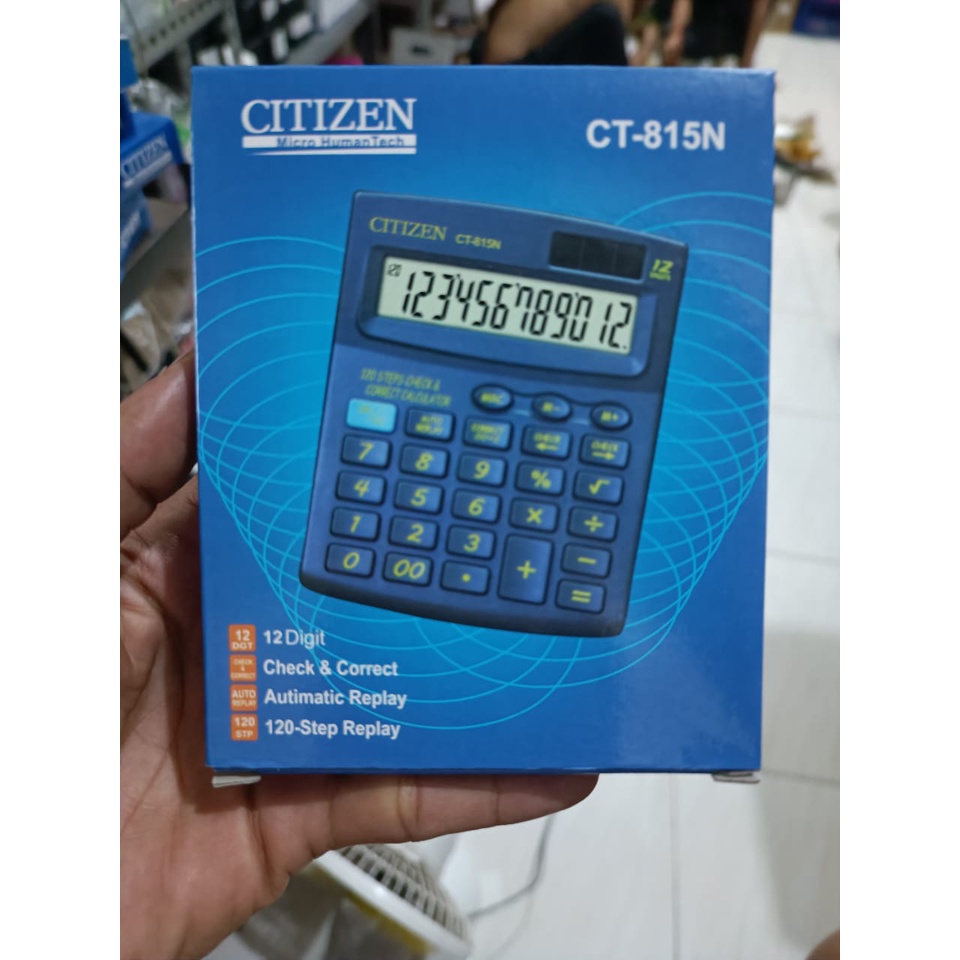 CITIZEN
Micro HumanTech
CT-815N
CITIZEN
CITIZEN CT-815N
12
DIGITS
123456789012.
120 STEPS CHECK &
CORRECT CALCULATOR
MRC M- M+
AUTO
REPLAY
CORRECT
CHECK
CHECK
7 8 9 % √
4 5 6 × ÷
1 2 3 + −
0 00 . =
12
DGT
12 Digit
CHECK
&
CORRECT
Check & Correct
AUTO
REPLAY
Autimatic Replay
120
STP
120-Step Replay